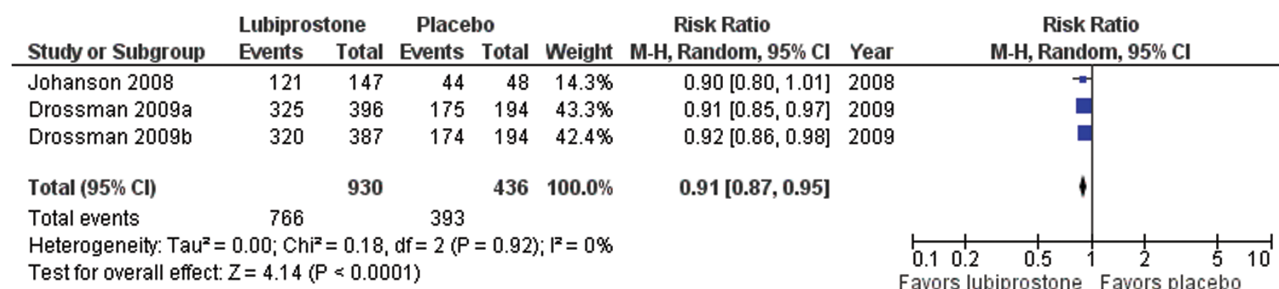 Lubiprostone Placebo Risk Ratio Risk Ratio
Study or Subgroup Events Total Events Total Weight M-H, Random, 95% CI Year M-H, Random, 95% CI
Johanson 2008 121 147 44 48 14.3% 0.90 [0.80, 1.01] 2008
Drossman 2009a 325 396 175 194 43.3% 0.91 [0.85, 0.97] 2009
Drossman 2009b 320 387 174 194 42.4% 0.92 [0.86, 0.98] 2009
Total (95% CI) 930 436 100.0% 0.91 [0.87, 0.95]
Total events 766 393
Heterogeneity: Tau² = 0.00; Chi² = 0.18, df = 2 (P = 0.92); I² = 0%
Test for overall effect: Z = 4.14 (P < 0.0001)
0.1 0.2 0.5 1 2 5 10
Favors lubiprostone Favors placebo